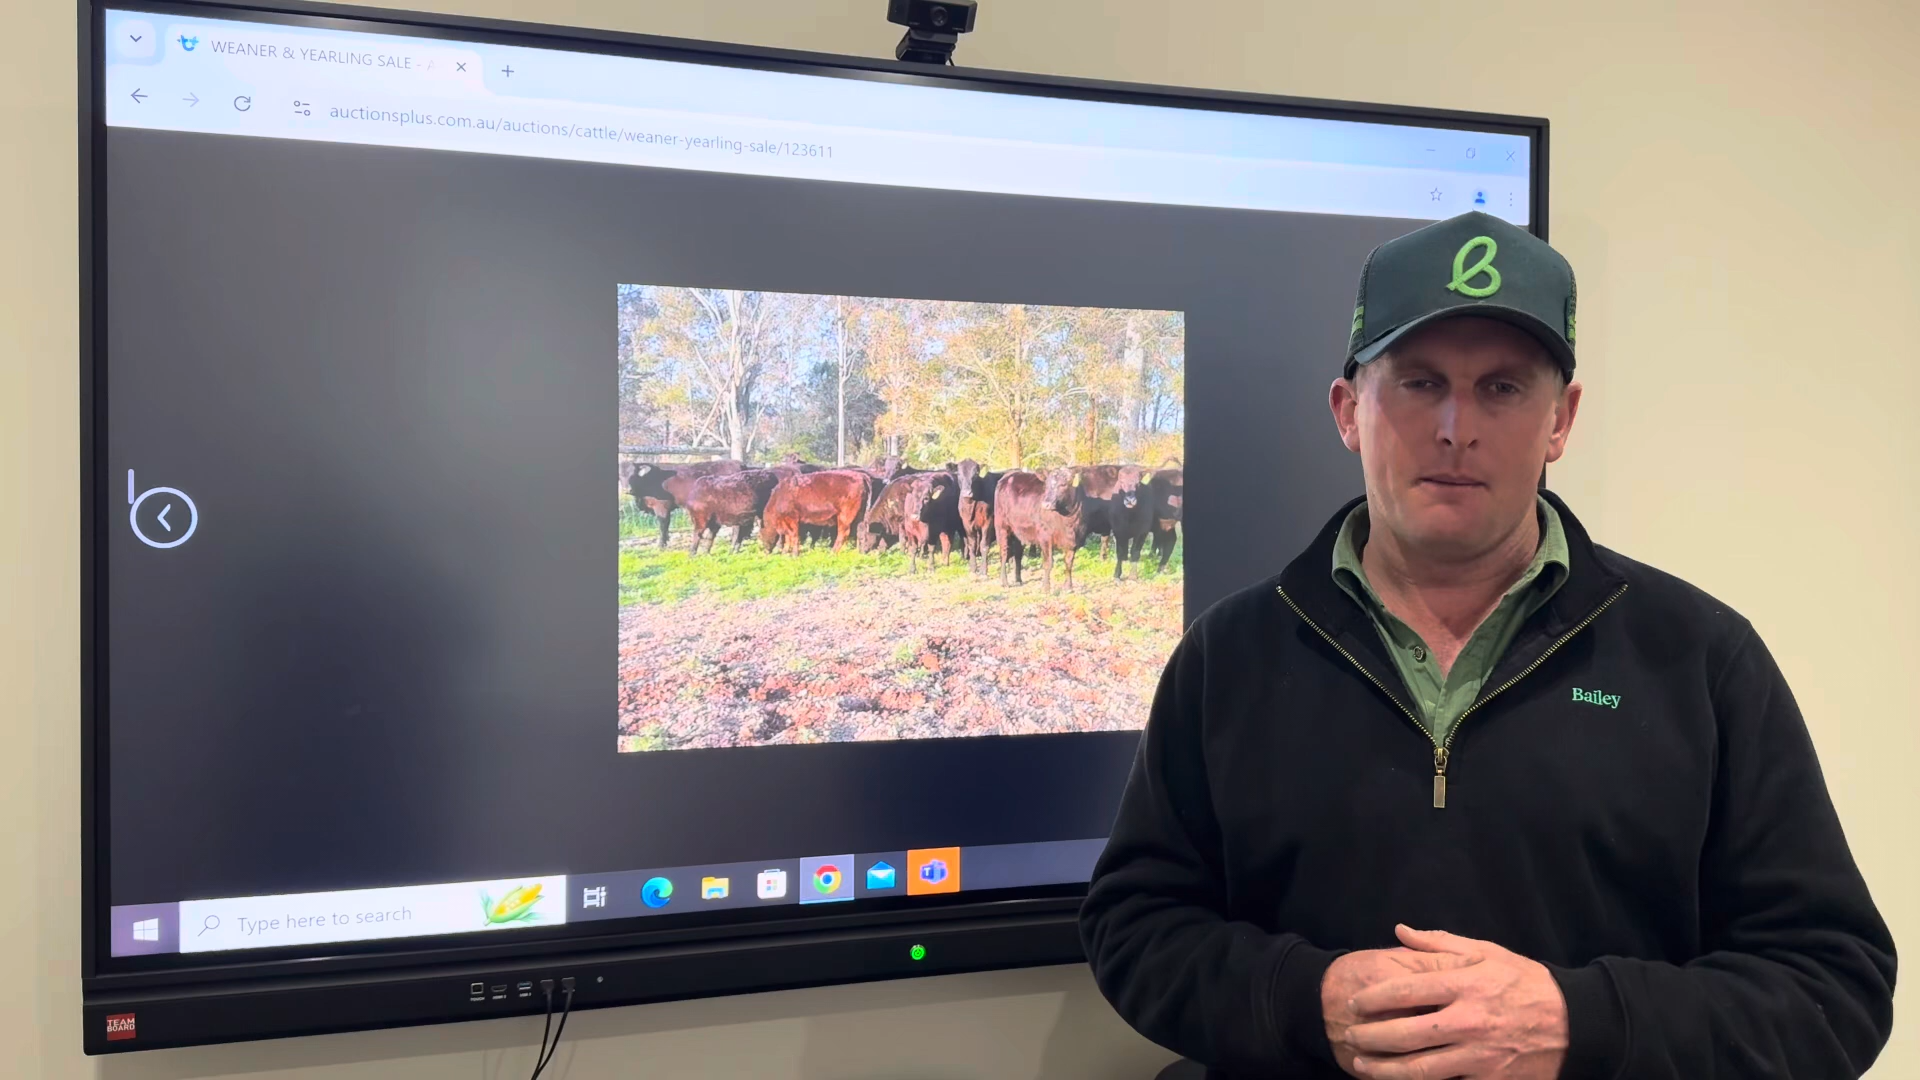 WEANER & YEARLING SALE - A
auctionsplus.com.au/auctions/cattle/weaner-yearling-sale/123611
B
Bailey
Type here to search
TEAM
BOARD